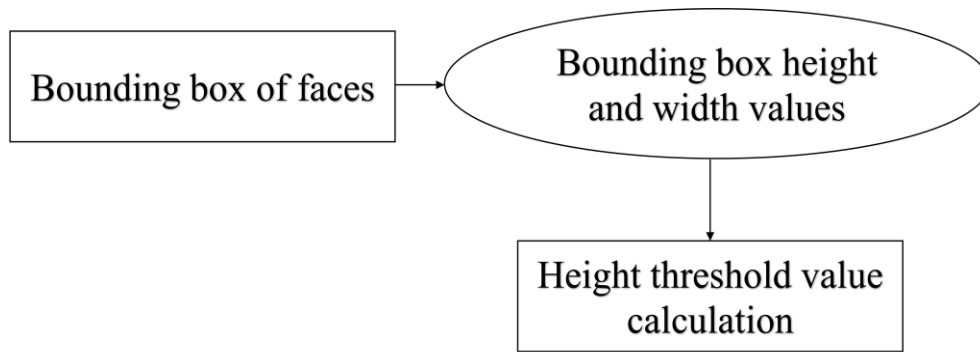 Bounding box of faces
Bounding box height
and width values
Height threshold value
calculation